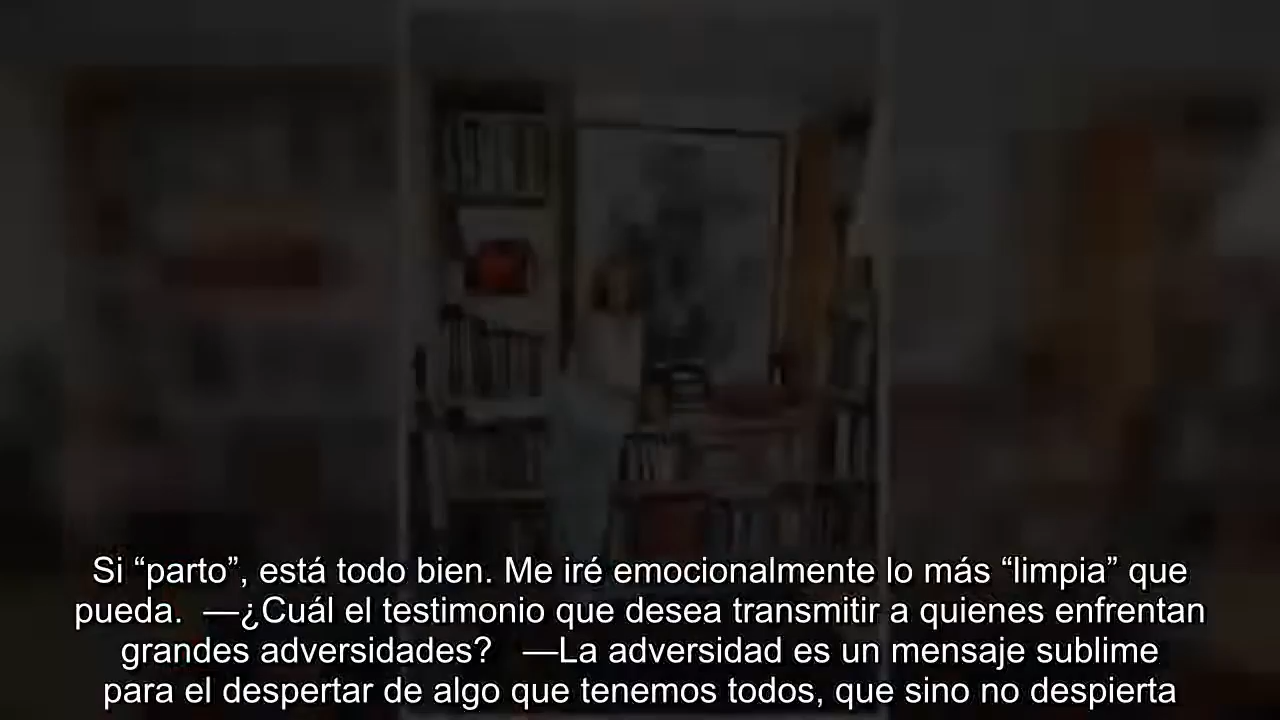 Si “parto”, está todo bien. Me iré emocionalmente lo más “limpia” que
pueda.  —¿Cuál el testimonio que desea transmitir a quienes enfrentan
grandes adversidades?   —La adversidad es un mensaje sublime
para el despertar de algo que tenemos todos, que sino no despierta